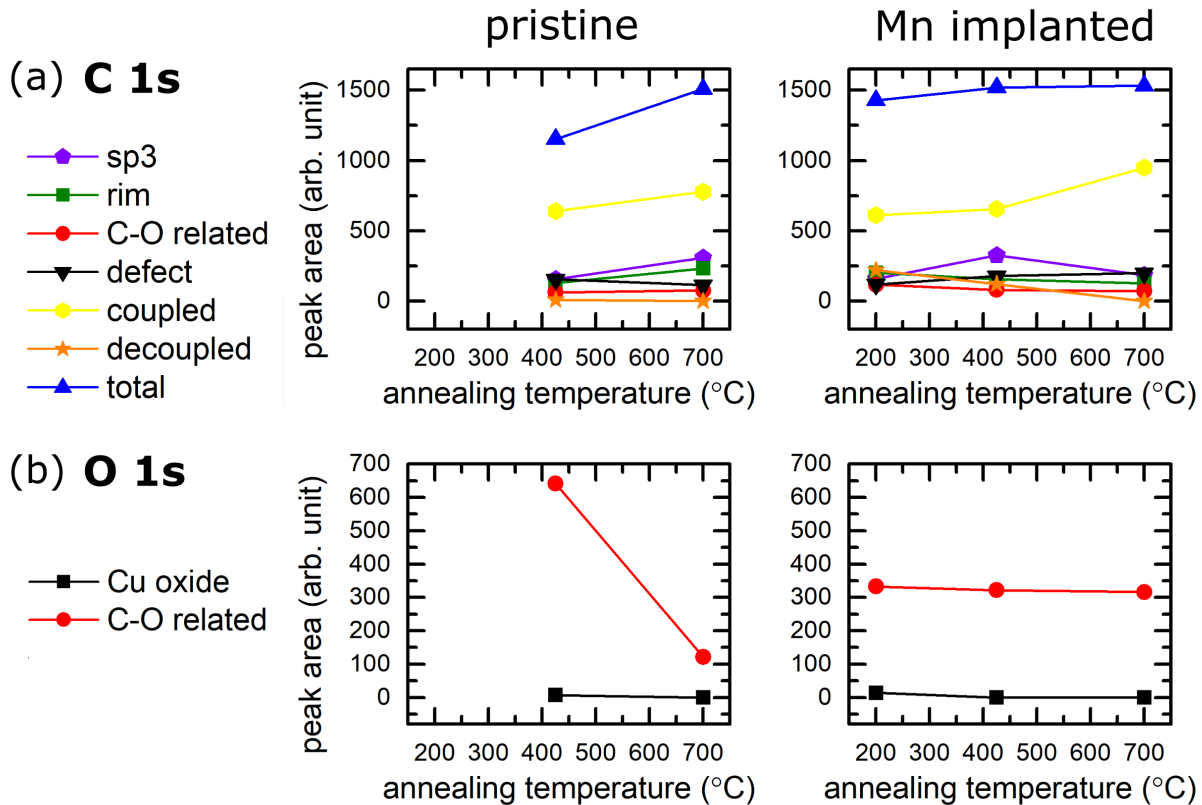 pristine
Mn implanted
(a) C 1s
sp3
rim
C-O related
defect
coupled
decoupled
total
peak area (arb. unit)
1500
1000
500
0
200 300 400 500 600 700
annealing temperature (°C)
1500
1000
500
0
200 300 400 500 600 700
annealing temperature (°C)
(b) O 1s
Cu oxide
C-O related
peak area (arb. unit)
700
600
500
400
300
200
100
0
200 300 400 500 600 700
annealing temperature (°C)
700
600
500
400
300
200
100
0
200 300 400 500 600 700
annealing temperature (°C)